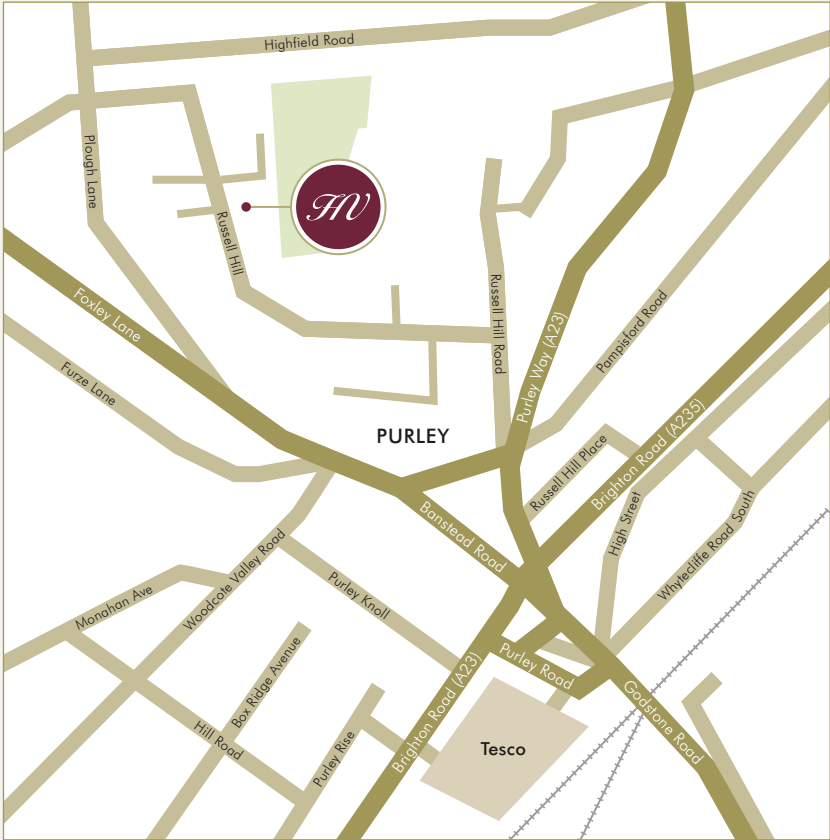 Highfield Road
Plough Lane
HV
Russell Hill
Foxley Lane
Furze Lane
Russell Hill Road
Purley Way (A23)
Pampisford Road
PURLEY
Russell Hill Place
Brighton Road (A235)
High Street
Whytecliffe Road South
Banstead Road
Woodcote Valley Road
Purley Knoll
Monahan Ave
Box Ridge Avenue
Hill Road
Purley Rise
Brighton Road (A23)
Purley Road
Godstone Road
Tesco